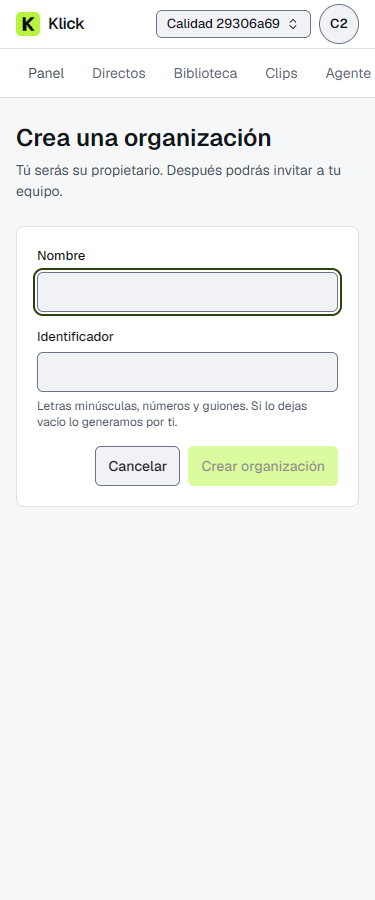 K Klick
Calidad 29306a69
C2
Panel Directos Biblioteca Clips Agente
Crea una organización
Tú serás su propietario. Después podrás invitar a tu
equipo.
Nombre
Identificador
Letras minúsculas, números y guiones. Si lo dejas
vacío lo generamos por ti.
Cancelar
Crear organización